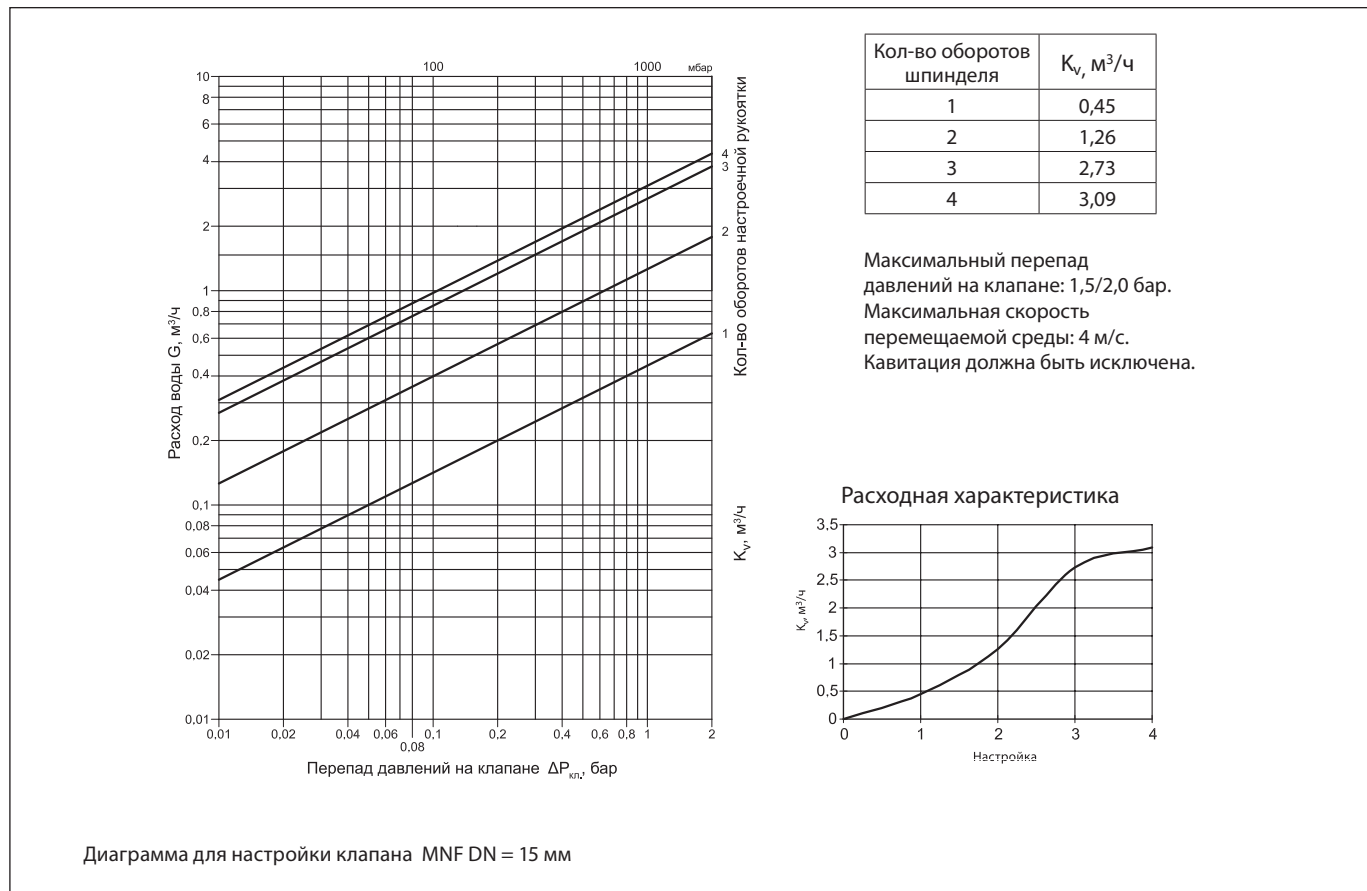 100 1000 мбар
10
8
6
4
2
1
0,8
0,6
0,4
0,2
0,1
0,08
0,06
0,04
0,02
0,01
Расход воды G, м³/ч
4
3
2
1
Кол-во оборотов настроечной рукоятки
Kv, м³/ч
0,01 0,02 0,04 0,06 0,1 0,2 0,4 0,6 0,8 1 2
0,08
Перепад давлений на клапане ΔPкл., бар
Кол-во оборотов Kv, м³/ч
шпинделя
1 0,45
2 1,26
3 2,73
4 3,09
Максимальный перепад
давлений на клапане: 1,5/2,0 бар.
Максимальная скорость
перемещаемой среды: 4 м/с.
Кавитация должна быть исключена.
Расходная характеристика
3,5
3
2,5
2
1,5
1
0,5
0
Kv, м³/ч
0 1 2 3 4
Настройка
Диаграмма для настройки клапана MNF DN = 15 мм